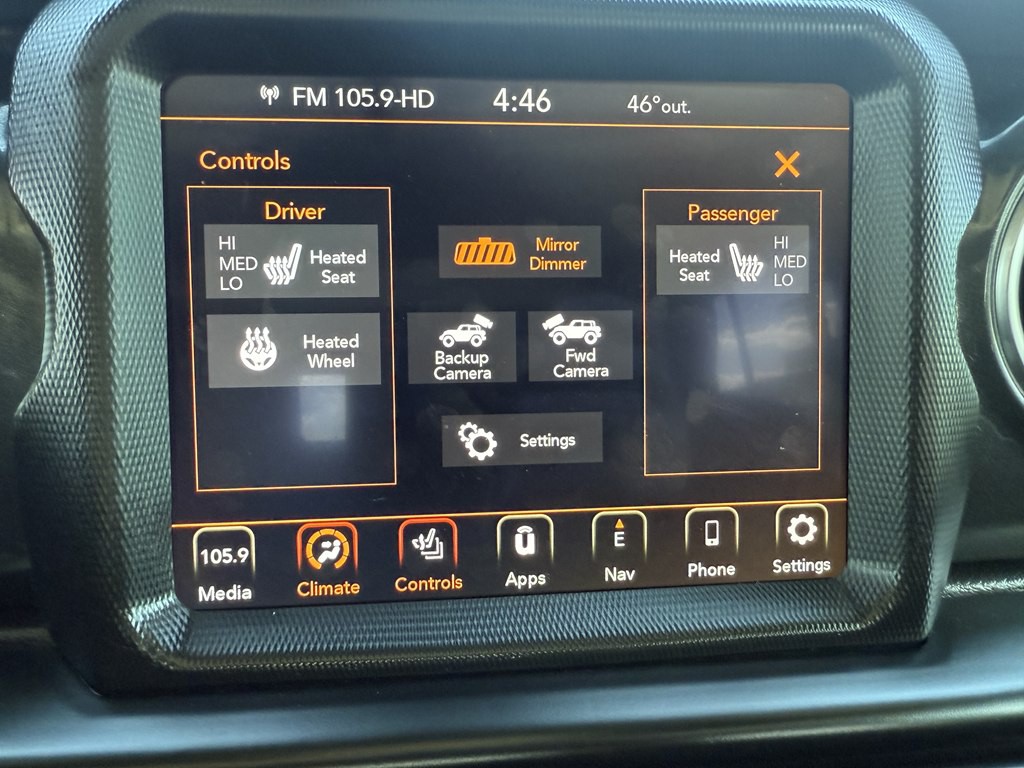 FM 105.9-HD 4:46 46°out.
Controls X
Driver
HI
MED
LO
Heated
Seat
Heated
Wheel
Mirror
Dimmer
Backup
Camera
Fwd
Camera
Settings
Passenger
Heated
Seat
HI
MED
LO
105.9
Media
Climate
Controls
u
Apps
E
Nav
Phone
Settings